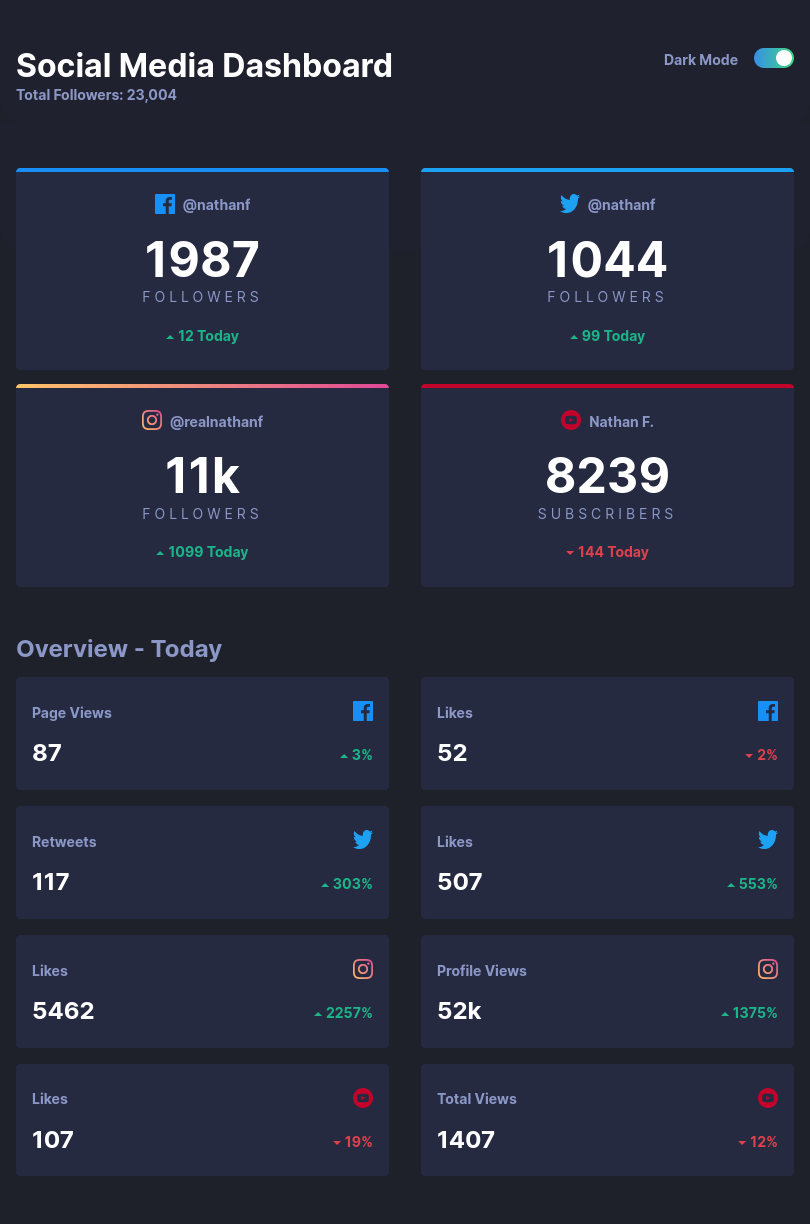 Social Media Dashboard
Total Followers: 23,004
Dark Mode
@nathanf
1987
FOLLOWERS
12 Today
@nathanf
1044
FOLLOWERS
99 Today
@realnathanf
11k
FOLLOWERS
1099 Today
Nathan F.
8239
SUBSCRIBERS
144 Today
Overview - Today
Page Views
87
3%
Likes
52
2%
Retweets
117
303%
Likes
507
553%
Likes
5462
2257%
Profile Views
52k
1375%
Likes
107
19%
Total Views
1407
12%